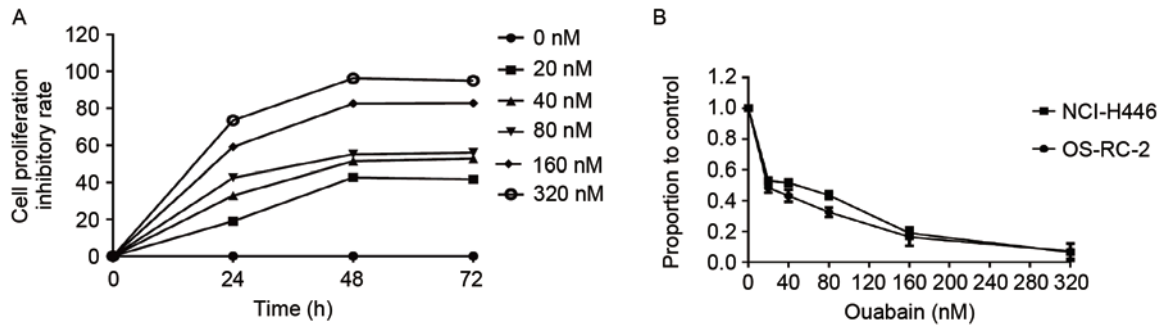 A
Cell proliferation
inhibitory rate
120
100
80
60
40
20
0
0 24 48 72
Time (h)
0 nM
20 nM
40 nM
80 nM
160 nM
320 nM
B
Proportion to control
1.2
1.0
0.8
0.6
0.4
0.2
0.0
0 40 80 120 160 200 240 280 320
Ouabain (nM)
NCI-H446
OS-RC-2